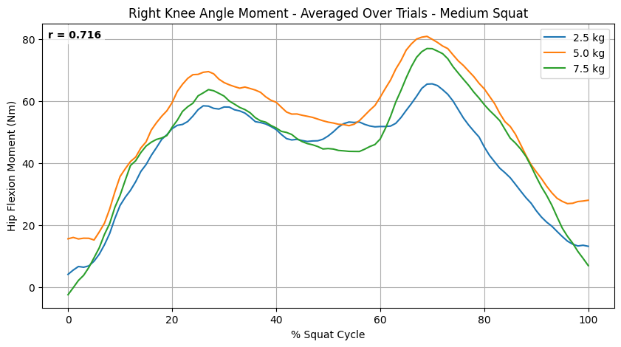 Right Knee Angle Moment - Averaged Over Trials - Medium Squat
r = 0.716
2.5 kg
5.0 kg
7.5 kg
Hip Flexion Moment (Nm)
80
60
40
20
0
0 20 40 60 80 100
% Squat Cycle